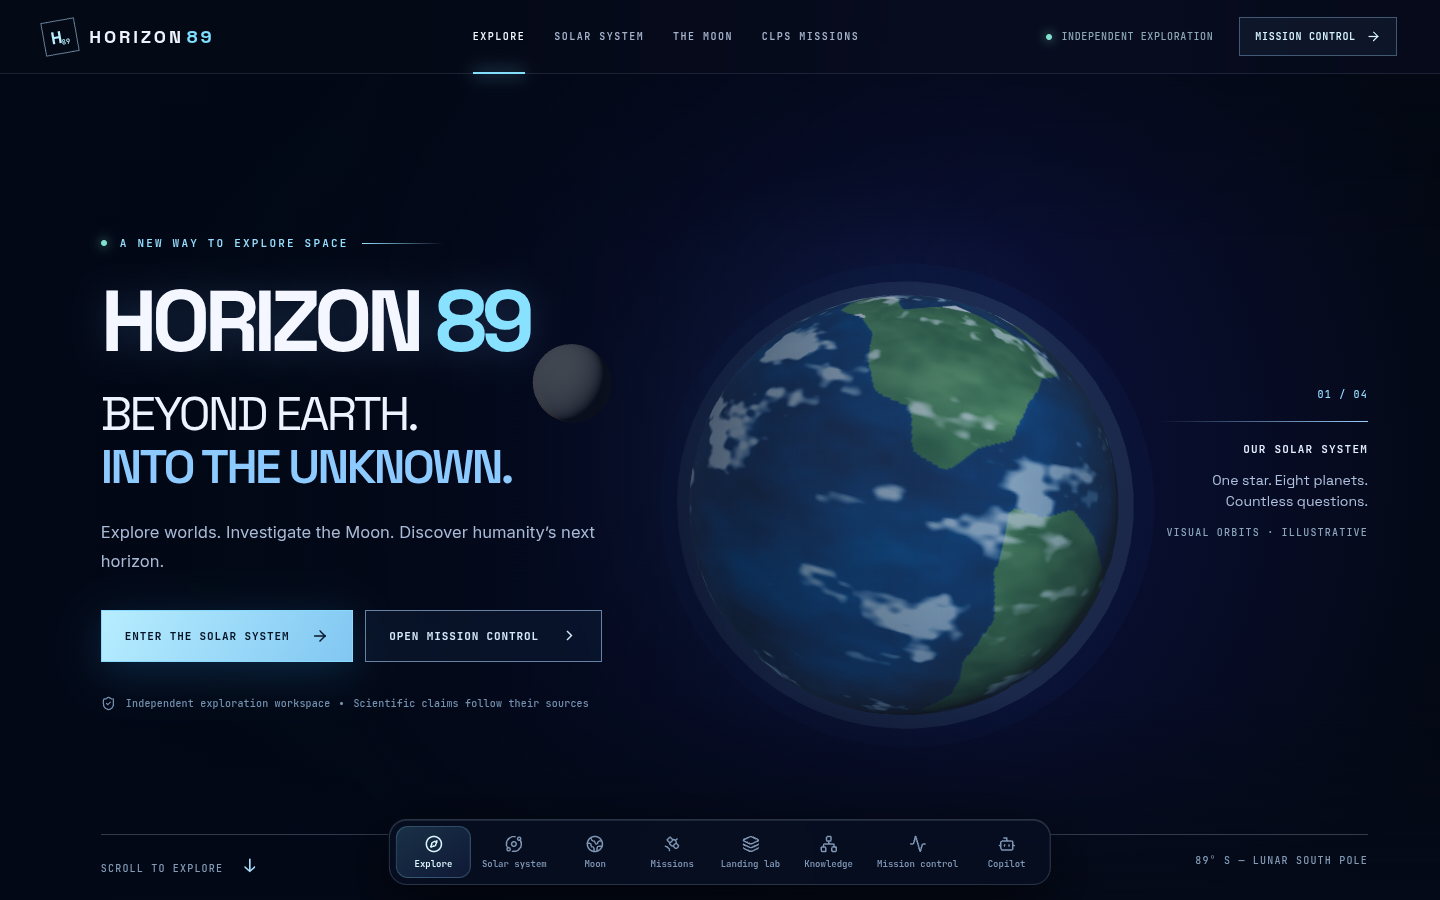 H89
HORIZON 89
EXPLORE
SOLAR SYSTEM
THE MOON
CLPS MISSIONS
INDEPENDENT EXPLORATION
MISSION CONTROL
A NEW WAY TO EXPLORE SPACE
HORIZON 89
BEYOND EARTH.
INTO THE UNKNOWN.
Explore worlds. Investigate the Moon. Discover humanity's next
horizon.
ENTER THE SOLAR SYSTEM
OPEN MISSION CONTROL
Independent exploration workspace • Scientific claims follow their sources
01 / 04
OUR SOLAR SYSTEM
One star. Eight planets.
Countless questions.
VISUAL ORBITS · ILLUSTRATIVE
SCROLL TO EXPLORE
Explore
Solar system
Moon
Missions
Landing lab
Knowledge
Mission control
Copilot
89° S — LUNAR SOUTH POLE